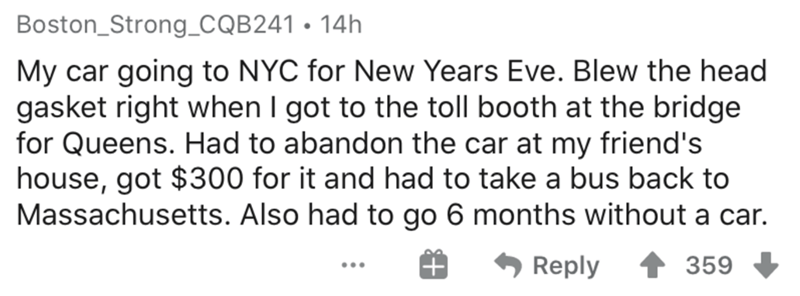 Boston_Strong_CQB241 • 14h
My car going to NYC for New Years Eve. Blew the head
gasket right when I got to the toll booth at the bridge
for Queens. Had to abandon the car at my friend's
house, got $300 for it and had to take a bus back to
Massachusetts. Also had to go 6 months without a car.
... Reply 359